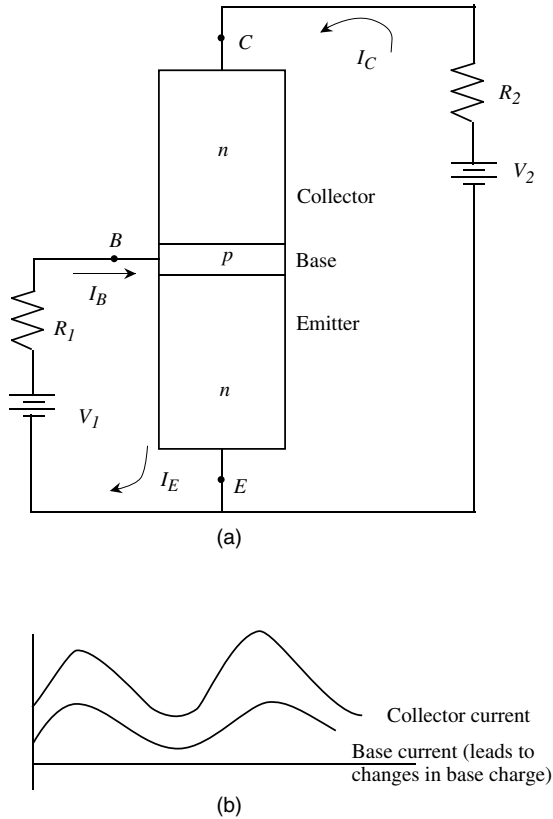 C
I_C
R_2
n
V_2
Collector
B
p
Base
I_B
Emitter
R_1
n
V_1
I_E
E
(a)
Collector current
Base current (leads to
changes in base charge)
(b)